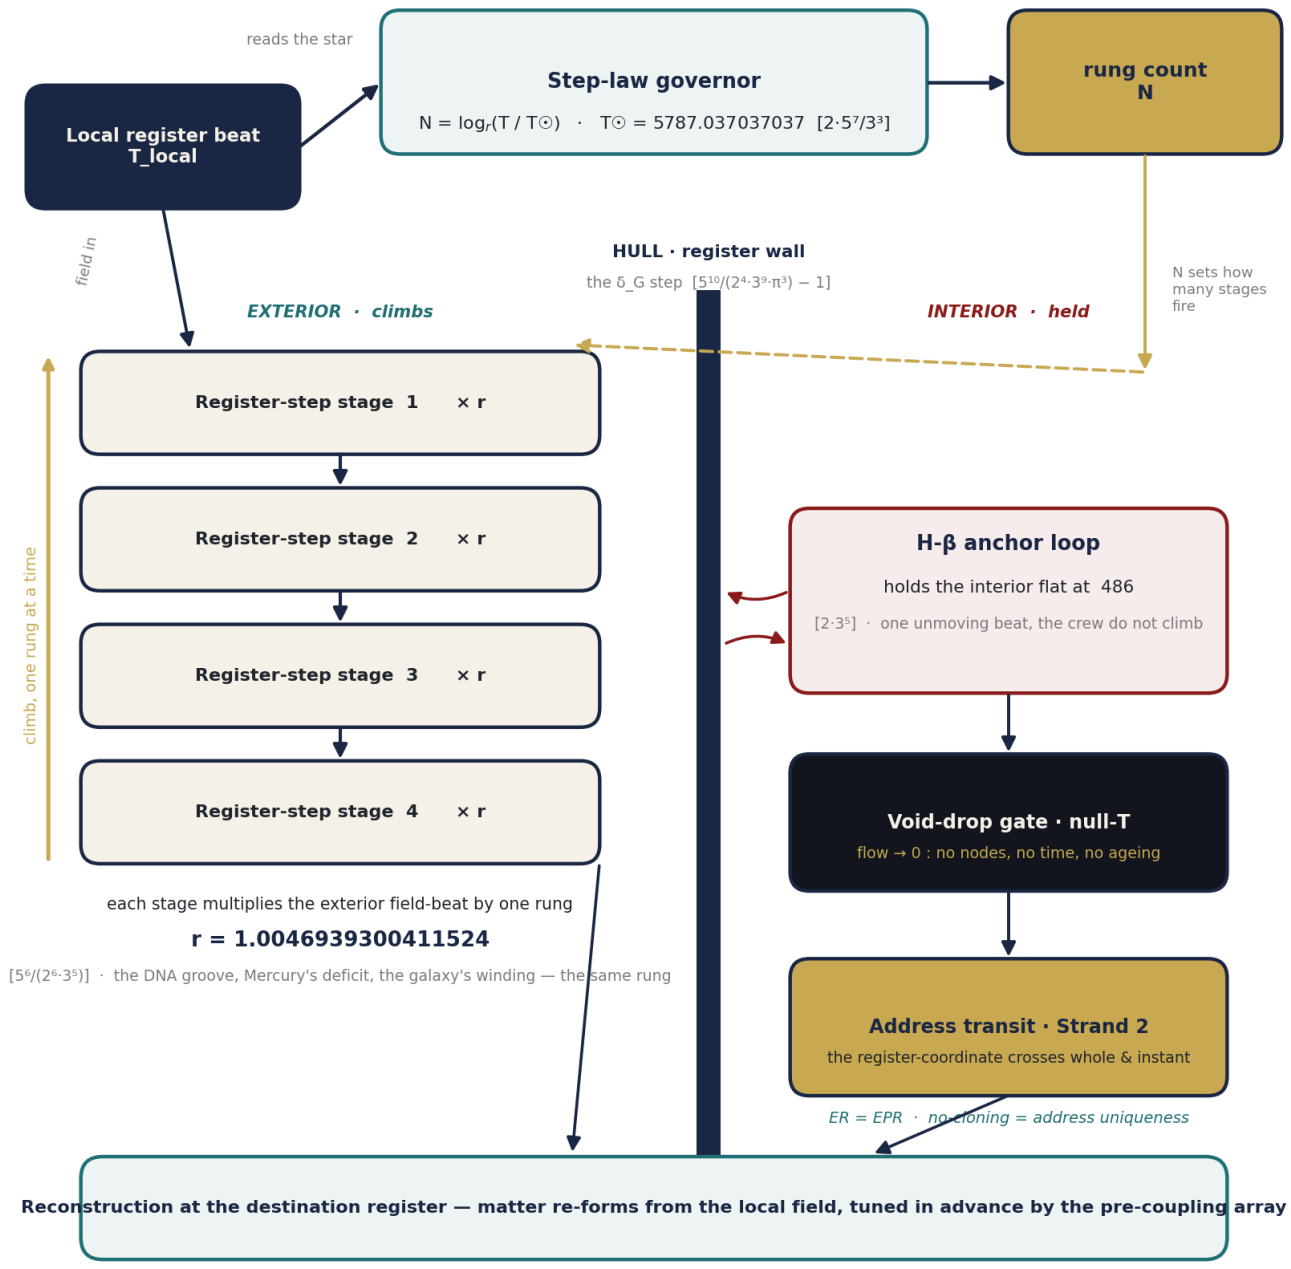 reads the star
Step-law governor
N = logᵣ(T / T☉)   ·   T☉ = 5787.037037037  [2·5⁷/3³]
rung count
N
Local register beat
T_local
field in
HULL · register wall
the δ_G step  [5¹⁰/(2⁴·3⁹·π³) − 1]
N sets how
many stages
fire
EXTERIOR  ·  climbs
INTERIOR  ·  held
Register-step stage  1      × r
Register-step stage  2      × r
Register-step stage  3      × r
Register-step stage  4      × r
climb, one rung at a time
each stage multiplies the exterior field-beat by one rung
r = 1.0046939300411524
[5⁶/(2⁶·3⁵)]  ·  the DNA groove, Mercury's deficit, the galaxy's winding — the same rung
H-β anchor loop
holds the interior flat at  486
[2·3⁵]  ·  one unmoving beat, the crew do not climb
Void-drop gate · null-T
flow → 0 : no nodes, no time, no ageing
Address transit · Strand 2
the register-coordinate crosses whole & instant
ER = EPR  ·  no-cloning = address uniqueness
Reconstruction at the destination register — matter re-forms from the local field, tuned in advance by the pre-coupling array